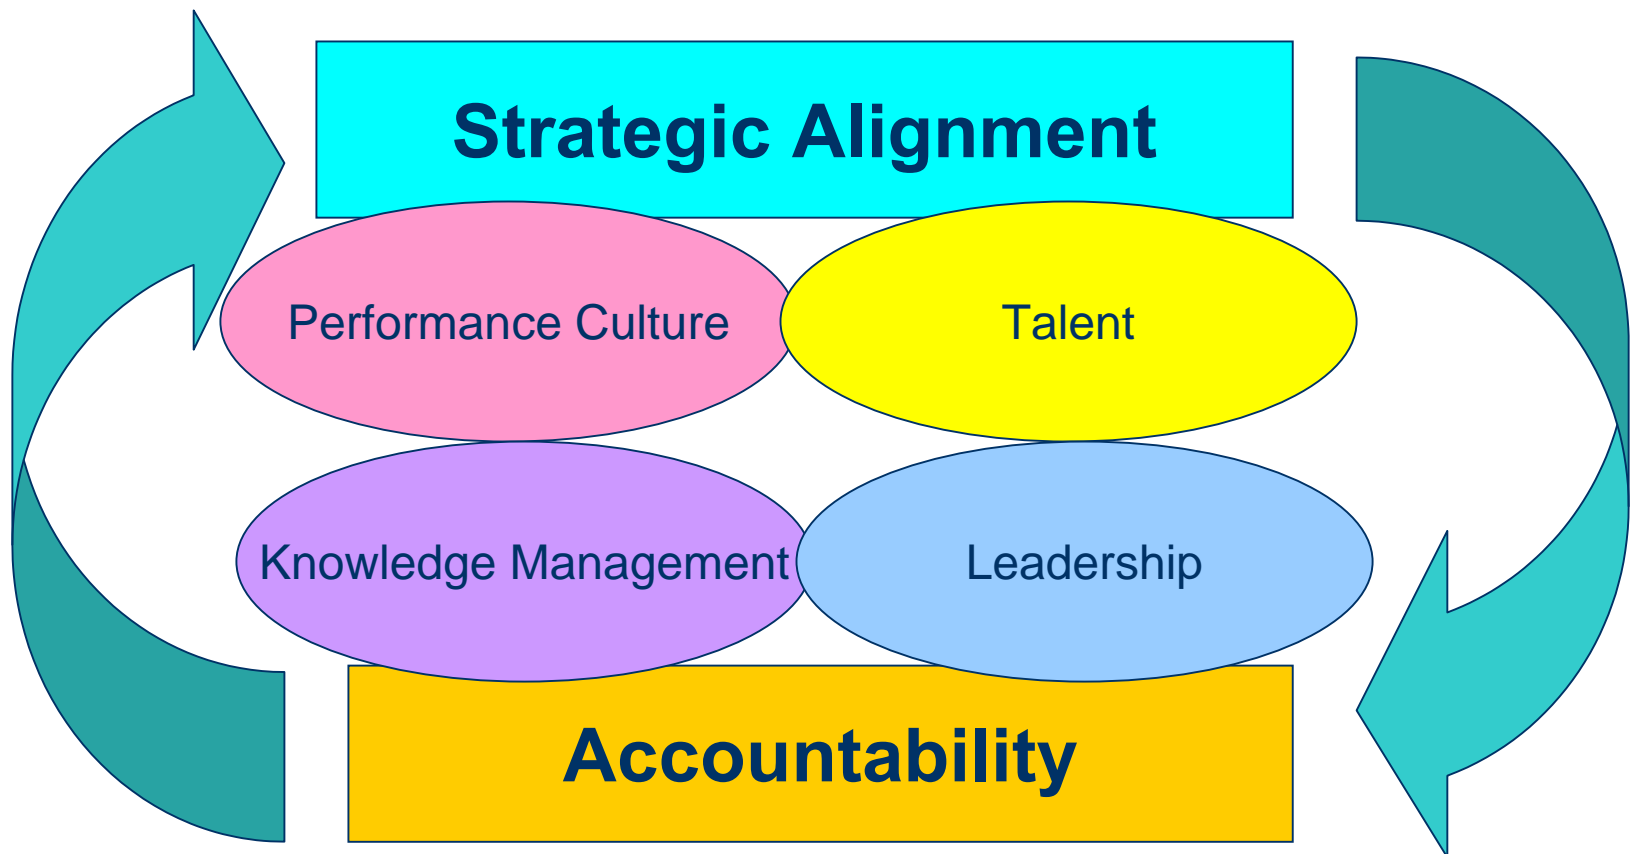 Strategic Alignment
Performance Culture
Talent
Knowledge Management
Leadership
Accountability